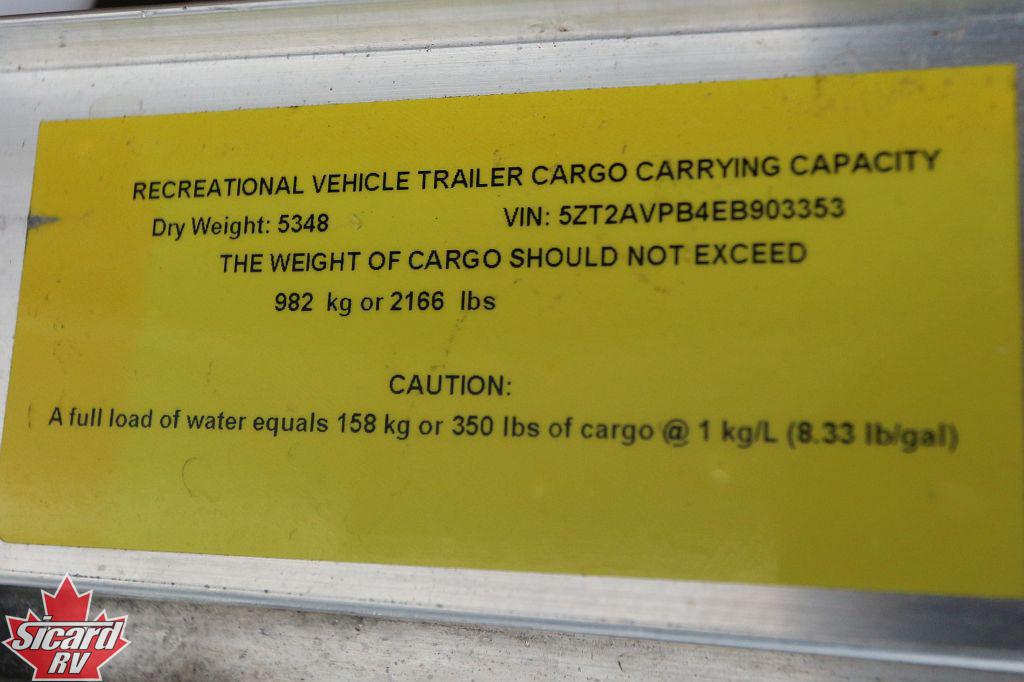 RECREATIONAL VEHICLE TRAILER CARGO CARRYING CAPACITY
Dry Weight: 5348 VIN: 5ZT2AVPB4EB903353
THE WEIGHT OF CARGO SHOULD NOT EXCEED
982 kg or 2166 lbs
CAUTION:
A full load of water equals 158 kg or 350 lbs of cargo @ 1 kg/L (8.33 lb/gal)
Sicard
RV